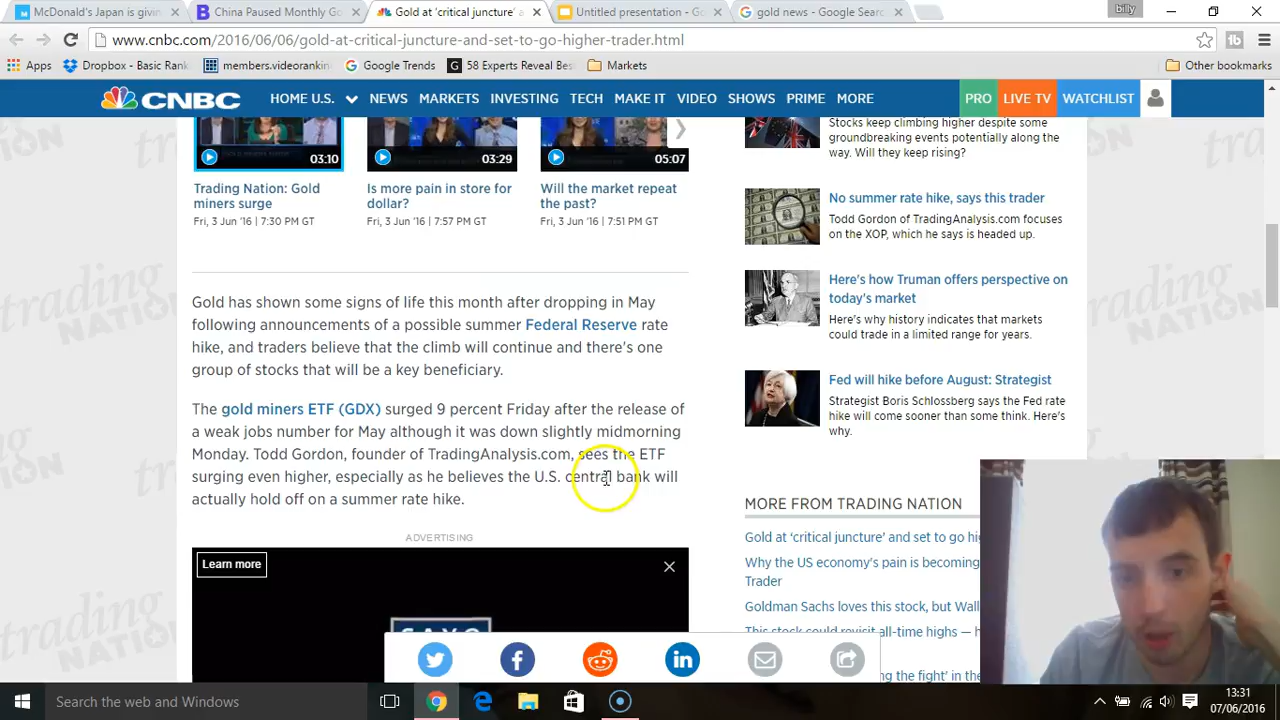 McDonald's Japan is givin
China Paused Monthly Go
Gold at 'critical juncture' a
Untitled presentation - Go
gold news - Google Searc
billy
www.cnbc.com/2016/06/06/gold-at-critical-juncture-and-set-to-go-higher-trader.html
Apps
Dropbox - Basic Rank
members.videorankin
Google Trends
58 Experts Reveal Bes
Markets
Other bookmarks
CNBC
HOME U.S.
NEWS
MARKETS
INVESTING
TECH
MAKE IT
VIDEO
SHOWS
PRIME
MORE
PRO
LIVE TV
WATCHLIST
03:10
03:29
05:07
Trading Nation: Gold
miners surge
Fri, 3 Jun '16 | 7:30 PM GT
Is more pain in store for
dollar?
Fri, 3 Jun '16 | 7:57 PM GT
Will the market repeat
the past?
Fri, 3 Jun '16 | 7:51 PM GT
Gold has shown some signs of life this month after dropping in May
following announcements of a possible summer Federal Reserve rate
hike, and traders believe that the climb will continue and there's one
group of stocks that will be a key beneficiary.
The gold miners ETF (GDX) surged 9 percent Friday after the release of
a weak jobs number for May although it was down slightly midmorning
Monday. Todd Gordon, founder of TradingAnalysis.com, sees the ETF
surging even higher, especially as he believes the U.S. central bank will
actually hold off on a summer rate hike.
ADVERTISING
Learn more
Stocks keep climbing higher despite some
groundbreaking events potentially along the
way. Will they keep rising?
No summer rate hike, says this trader
Todd Gordon of TradingAnalysis.com focuses
on the XOP, which he says is headed up.
Here's how Truman offers perspective on
today's market
Here's why history indicates that markets
could trade in a limited range for years.
Fed will hike before August: Strategist
Strategist Boris Schlossberg says the Fed rate
hike will come sooner than some think. Here's
why.
MORE FROM TRADING NATION
Gold at 'critical juncture' and set to go hi
Why the US economy's pain is becoming
Trader
Goldman Sachs loves this stock, but Wal
This stock could revisit all-time highs — h
ng the fight' in the
trading
NATION
Search the web and Windows
13:31
07/06/2016